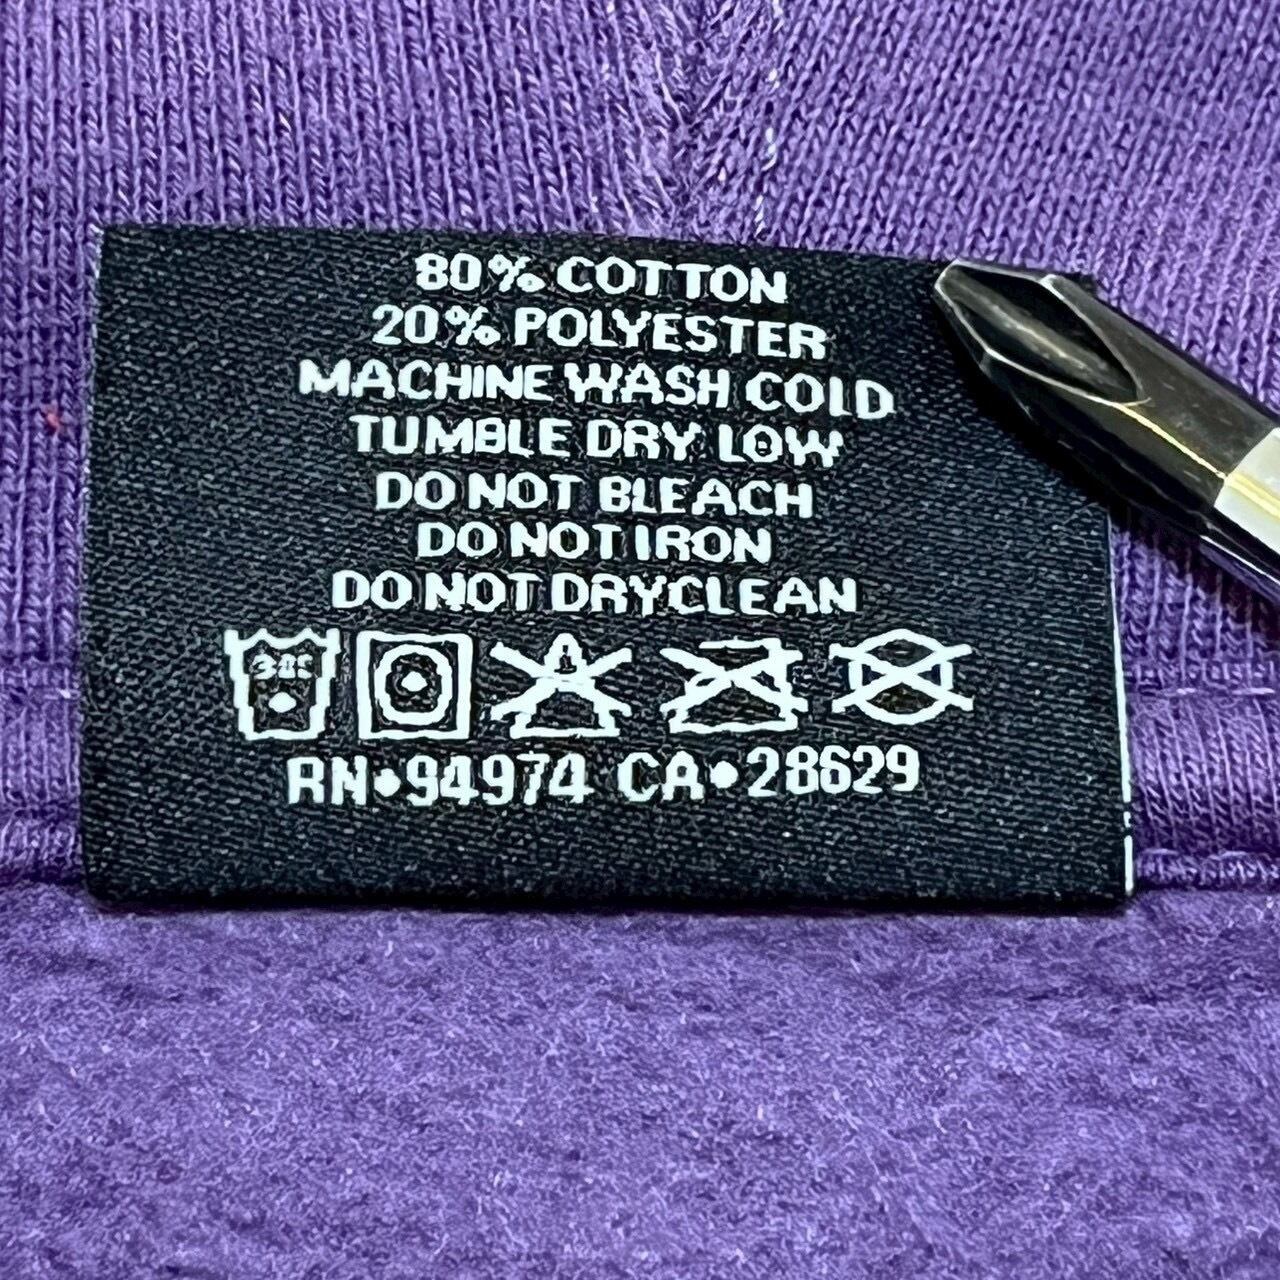 80% COTTON
20% POLYESTER
MACHINE WASH COLD
TUMBLE DRY LOW
DO NOT BLEACH
DO NOT IRON
DO NOT DRYCLEAN
RN•94974 CA•28629